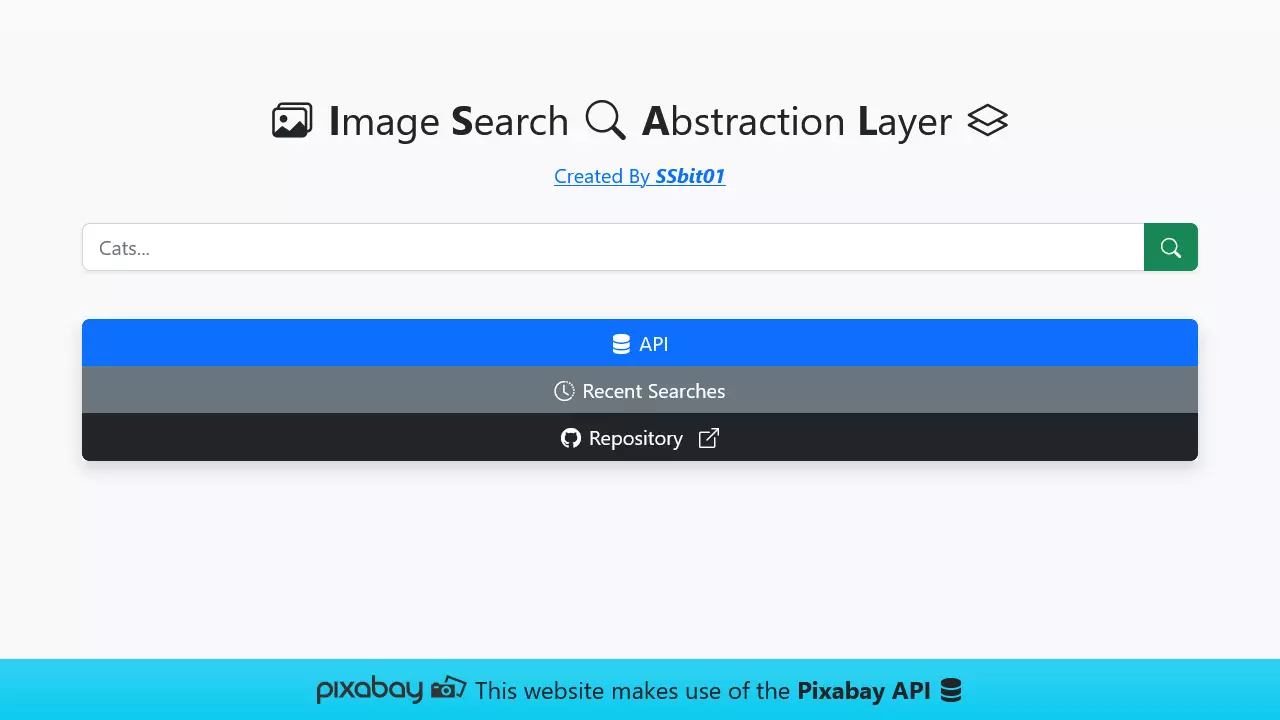 Image Search Abstraction Layer
Created By SSbit01
Cats...
API
Recent Searches
Repository
pixabay This website makes use of the Pixabay API